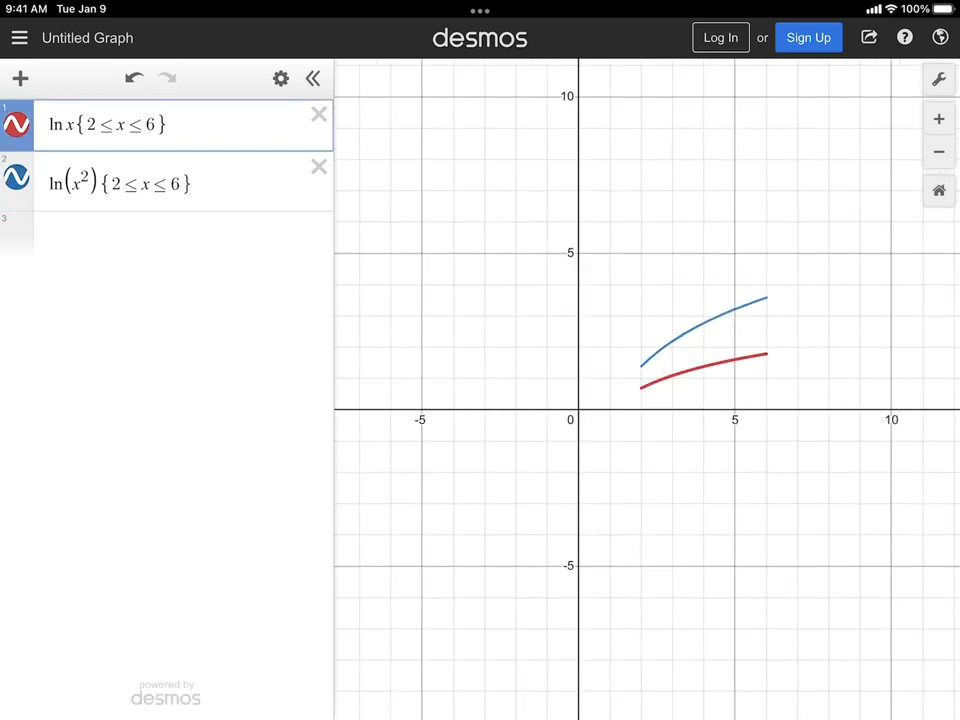 9:41 AM Tue Jan 9
100%
Untitled Graph
desmos
Log In or Sign Up
1
ln x { 2 ≤ x ≤ 6 }
2
ln(x²) { 2 ≤ x ≤ 6 }
3
10
5
-5
0
5
10
-5
powered by
desmos